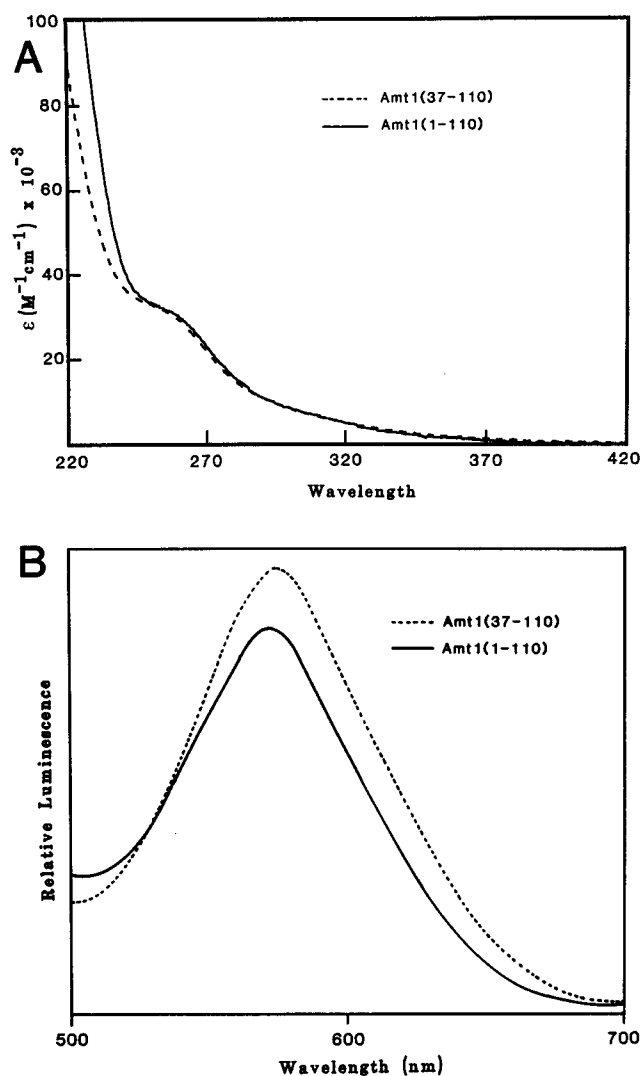 A
100
80
60
40
20
ε(M⁻¹cm⁻¹) x 10⁻³
Amt1(37-110)
Amt1(1-110)
220 270 320 370 420
Wavelength
B
Amt1(37-110)
Amt1(1-110)
Relative Luminescence
500 600 700
Wavelength (nm)